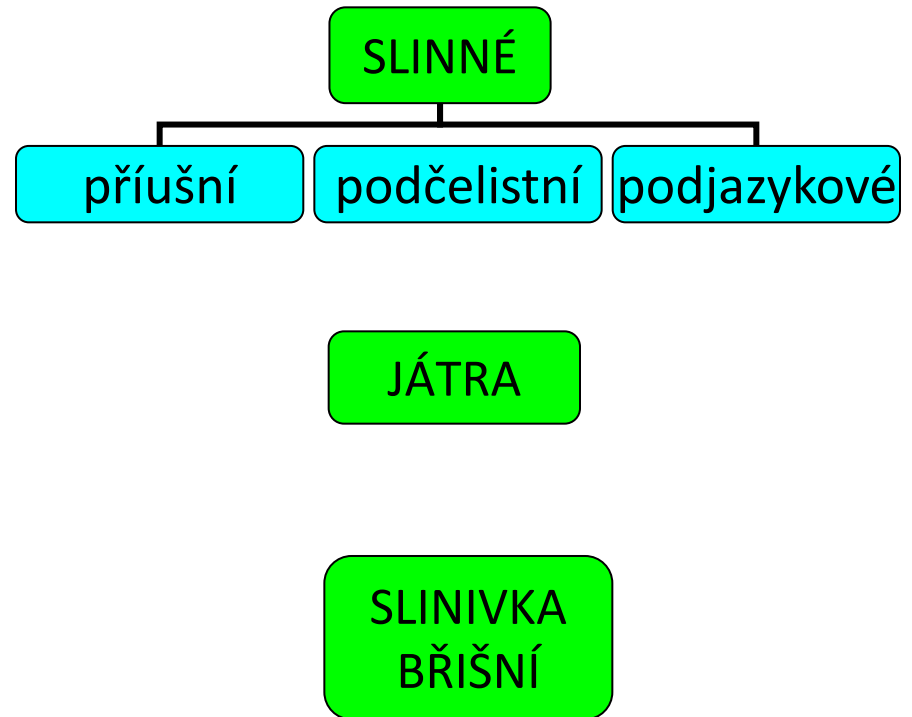 SLINNÉ
příušní
podčelistní
podjazykové
JÁTRA
SLINIVKA
BŘIŠNÍ